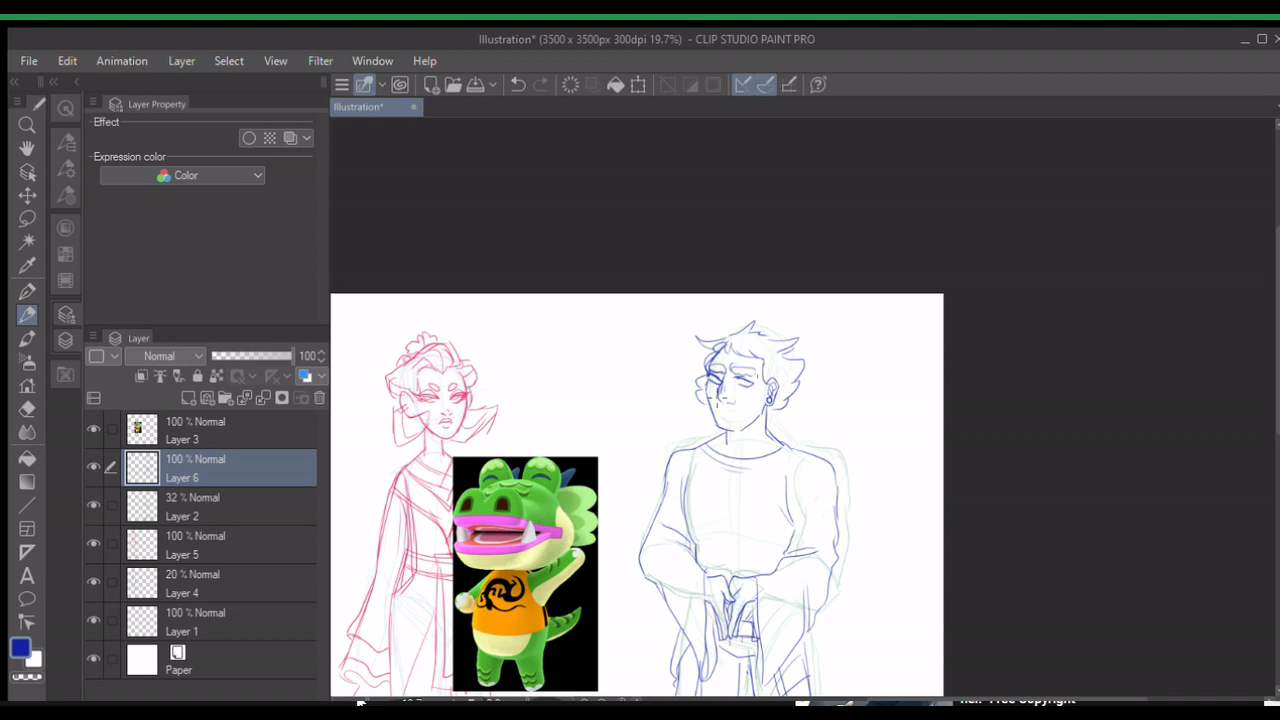 Illustration* (3500 x 3500px 300dpi 19.7%) - CLIP STUDIO PAINT PRO
File Edit Animation Layer Select View Filter Window Help
Illustration*
Layer Property
Effect
Expression color
Color
Layer
Normal 100
100 % Normal
Layer 3
100 % Normal
Layer 6
32 % Normal
Layer 2
100 % Normal
Layer 5
20 % Normal
Layer 4
100 % Normal
Layer 1
Paper
Free Copyright